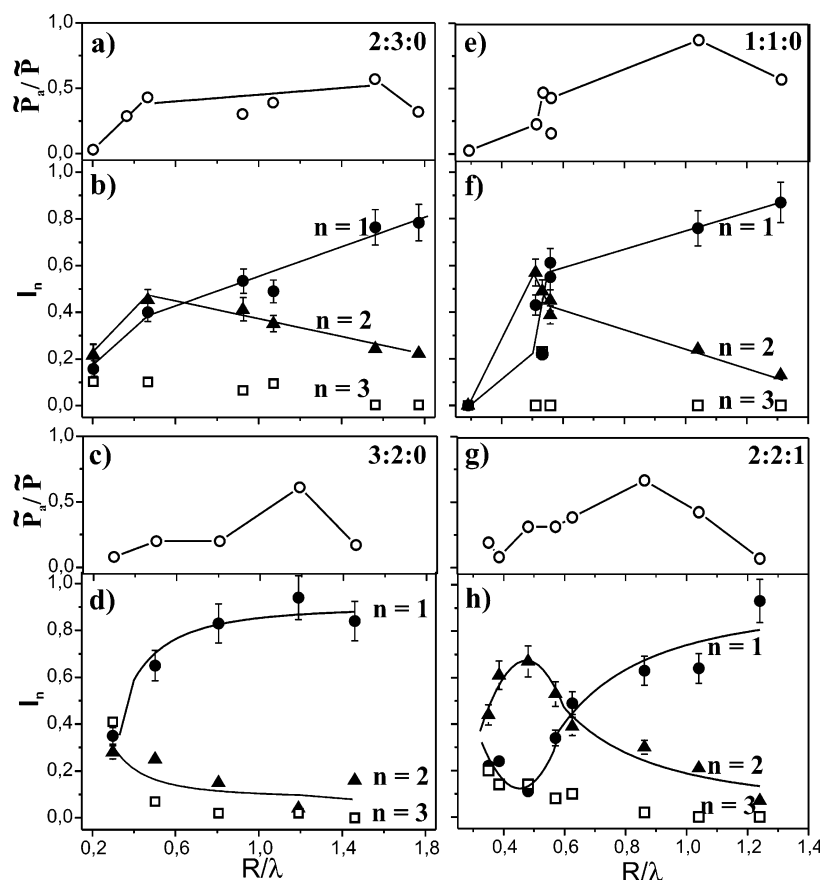 a) 2:3:0
P̃ₐ/P̃
1,0
0,5
0,0
e) 1:1:0
b)
Iₙ
1,0
0,8
0,6
0,4
0,2
0,0
n = 1
n = 2
n = 3
f)
n = 1
n = 2
n = 3
c) 3:2:0
P̃ₐ/P̃
1,0
0,5
0,0
g) 2:2:1
d)
Iₙ
1,0
0,8
0,6
0,4
0,2
0,0
n = 1
n = 2
n = 3
0,2 0,6 1,0 1,4 1,8
R/λ
h)
n = 1
n = 2
n = 3
0,4 0,6 0,8 1,0 1,2 1,4
R/λ